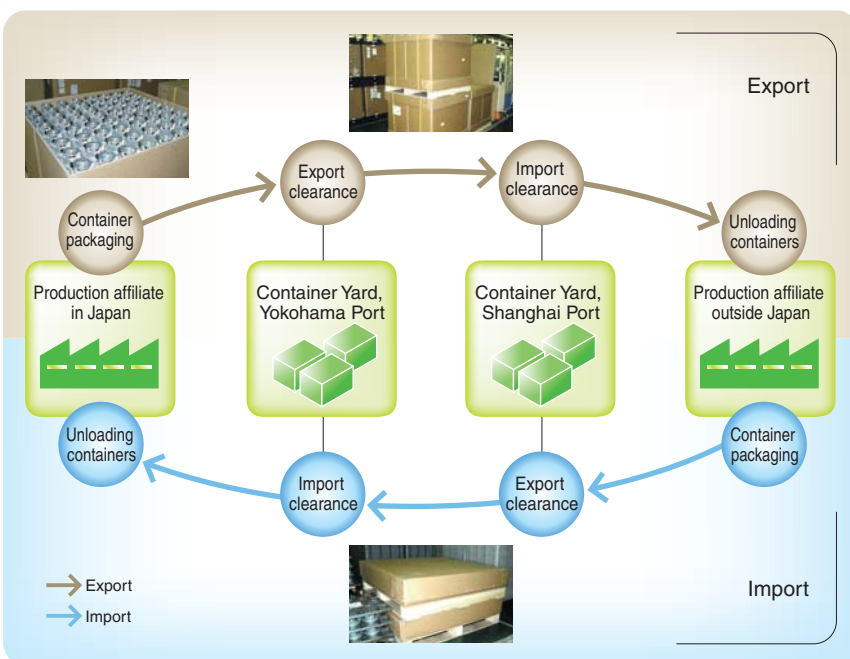 Export
Export
clearance
Import
clearance
Container
packaging
Unloading
containers
Production affiliate
in Japan
Container Yard,
Yokohama Port
Container Yard,
Shanghai Port
Production affiliate
outside Japan
Unloading
containers
Import
clearance
Export
clearance
Container
packaging
Export
Import
Import